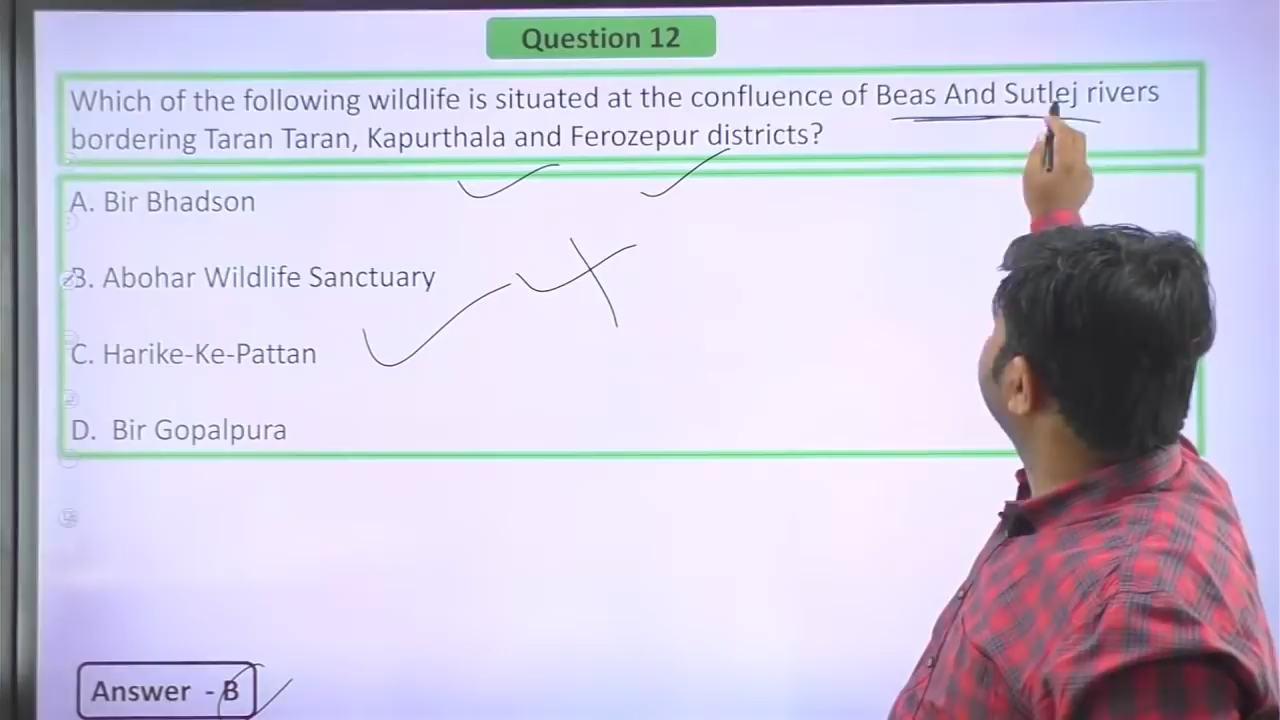 Question 12
Which of the following wildlife is situated at the confluence of Beas And Sutlej rivers
bordering Taran Taran, Kapurthala and Ferozepur districts?
A. Bir Bhadson
B. Abohar Wildlife Sanctuary
C. Harike-Ke-Pattan
D. Bir Gopalpura
Answer - B